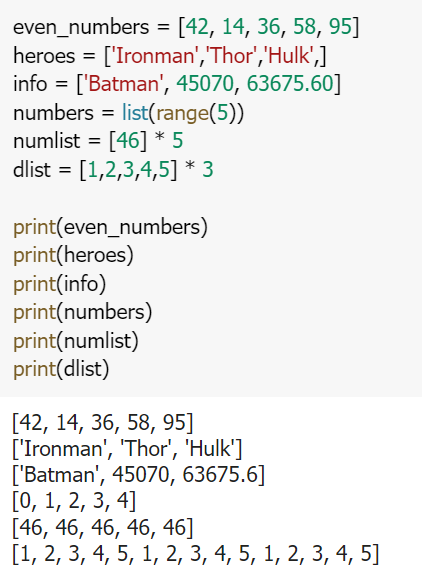 even_numbers = [42, 14, 36, 58, 95]
heroes = ['Ironman','Thor','Hulk',]
info = ['Batman', 45070, 63675.60]
numbers = list(range(5))
numlist = [46] * 5
dlist = [1,2,3,4,5] * 3
print(even_numbers)
print(heroes)
print(info)
print(numbers)
print(numlist)
print(dlist)
[42, 14, 36, 58, 95]
['Ironman', 'Thor', 'Hulk']
['Batman', 45070, 63675.6]
[0, 1, 2, 3, 4]
[46, 46, 46, 46, 46]
[1, 2, 3, 4, 5, 1, 2, 3, 4, 5, 1, 2, 3, 4, 5]